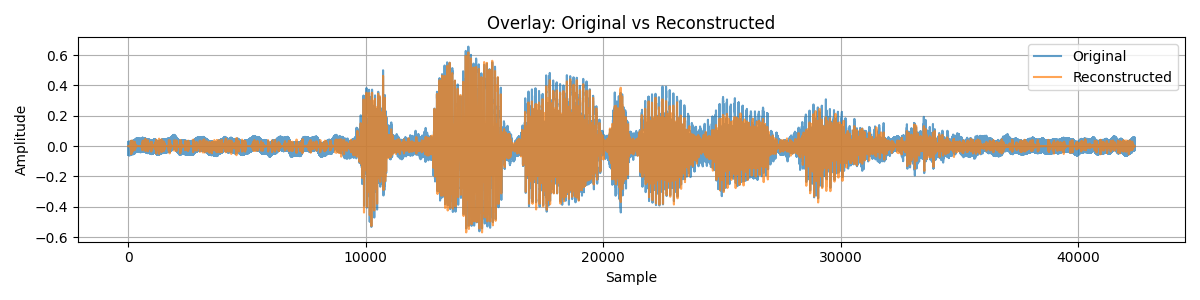 Overlay: Original vs Reconstructed
Original
Reconstructed
Amplitude
0.6
0.4
0.2
0.0
−0.2
−0.4
−0.6
0 10000 20000 30000 40000
Sample